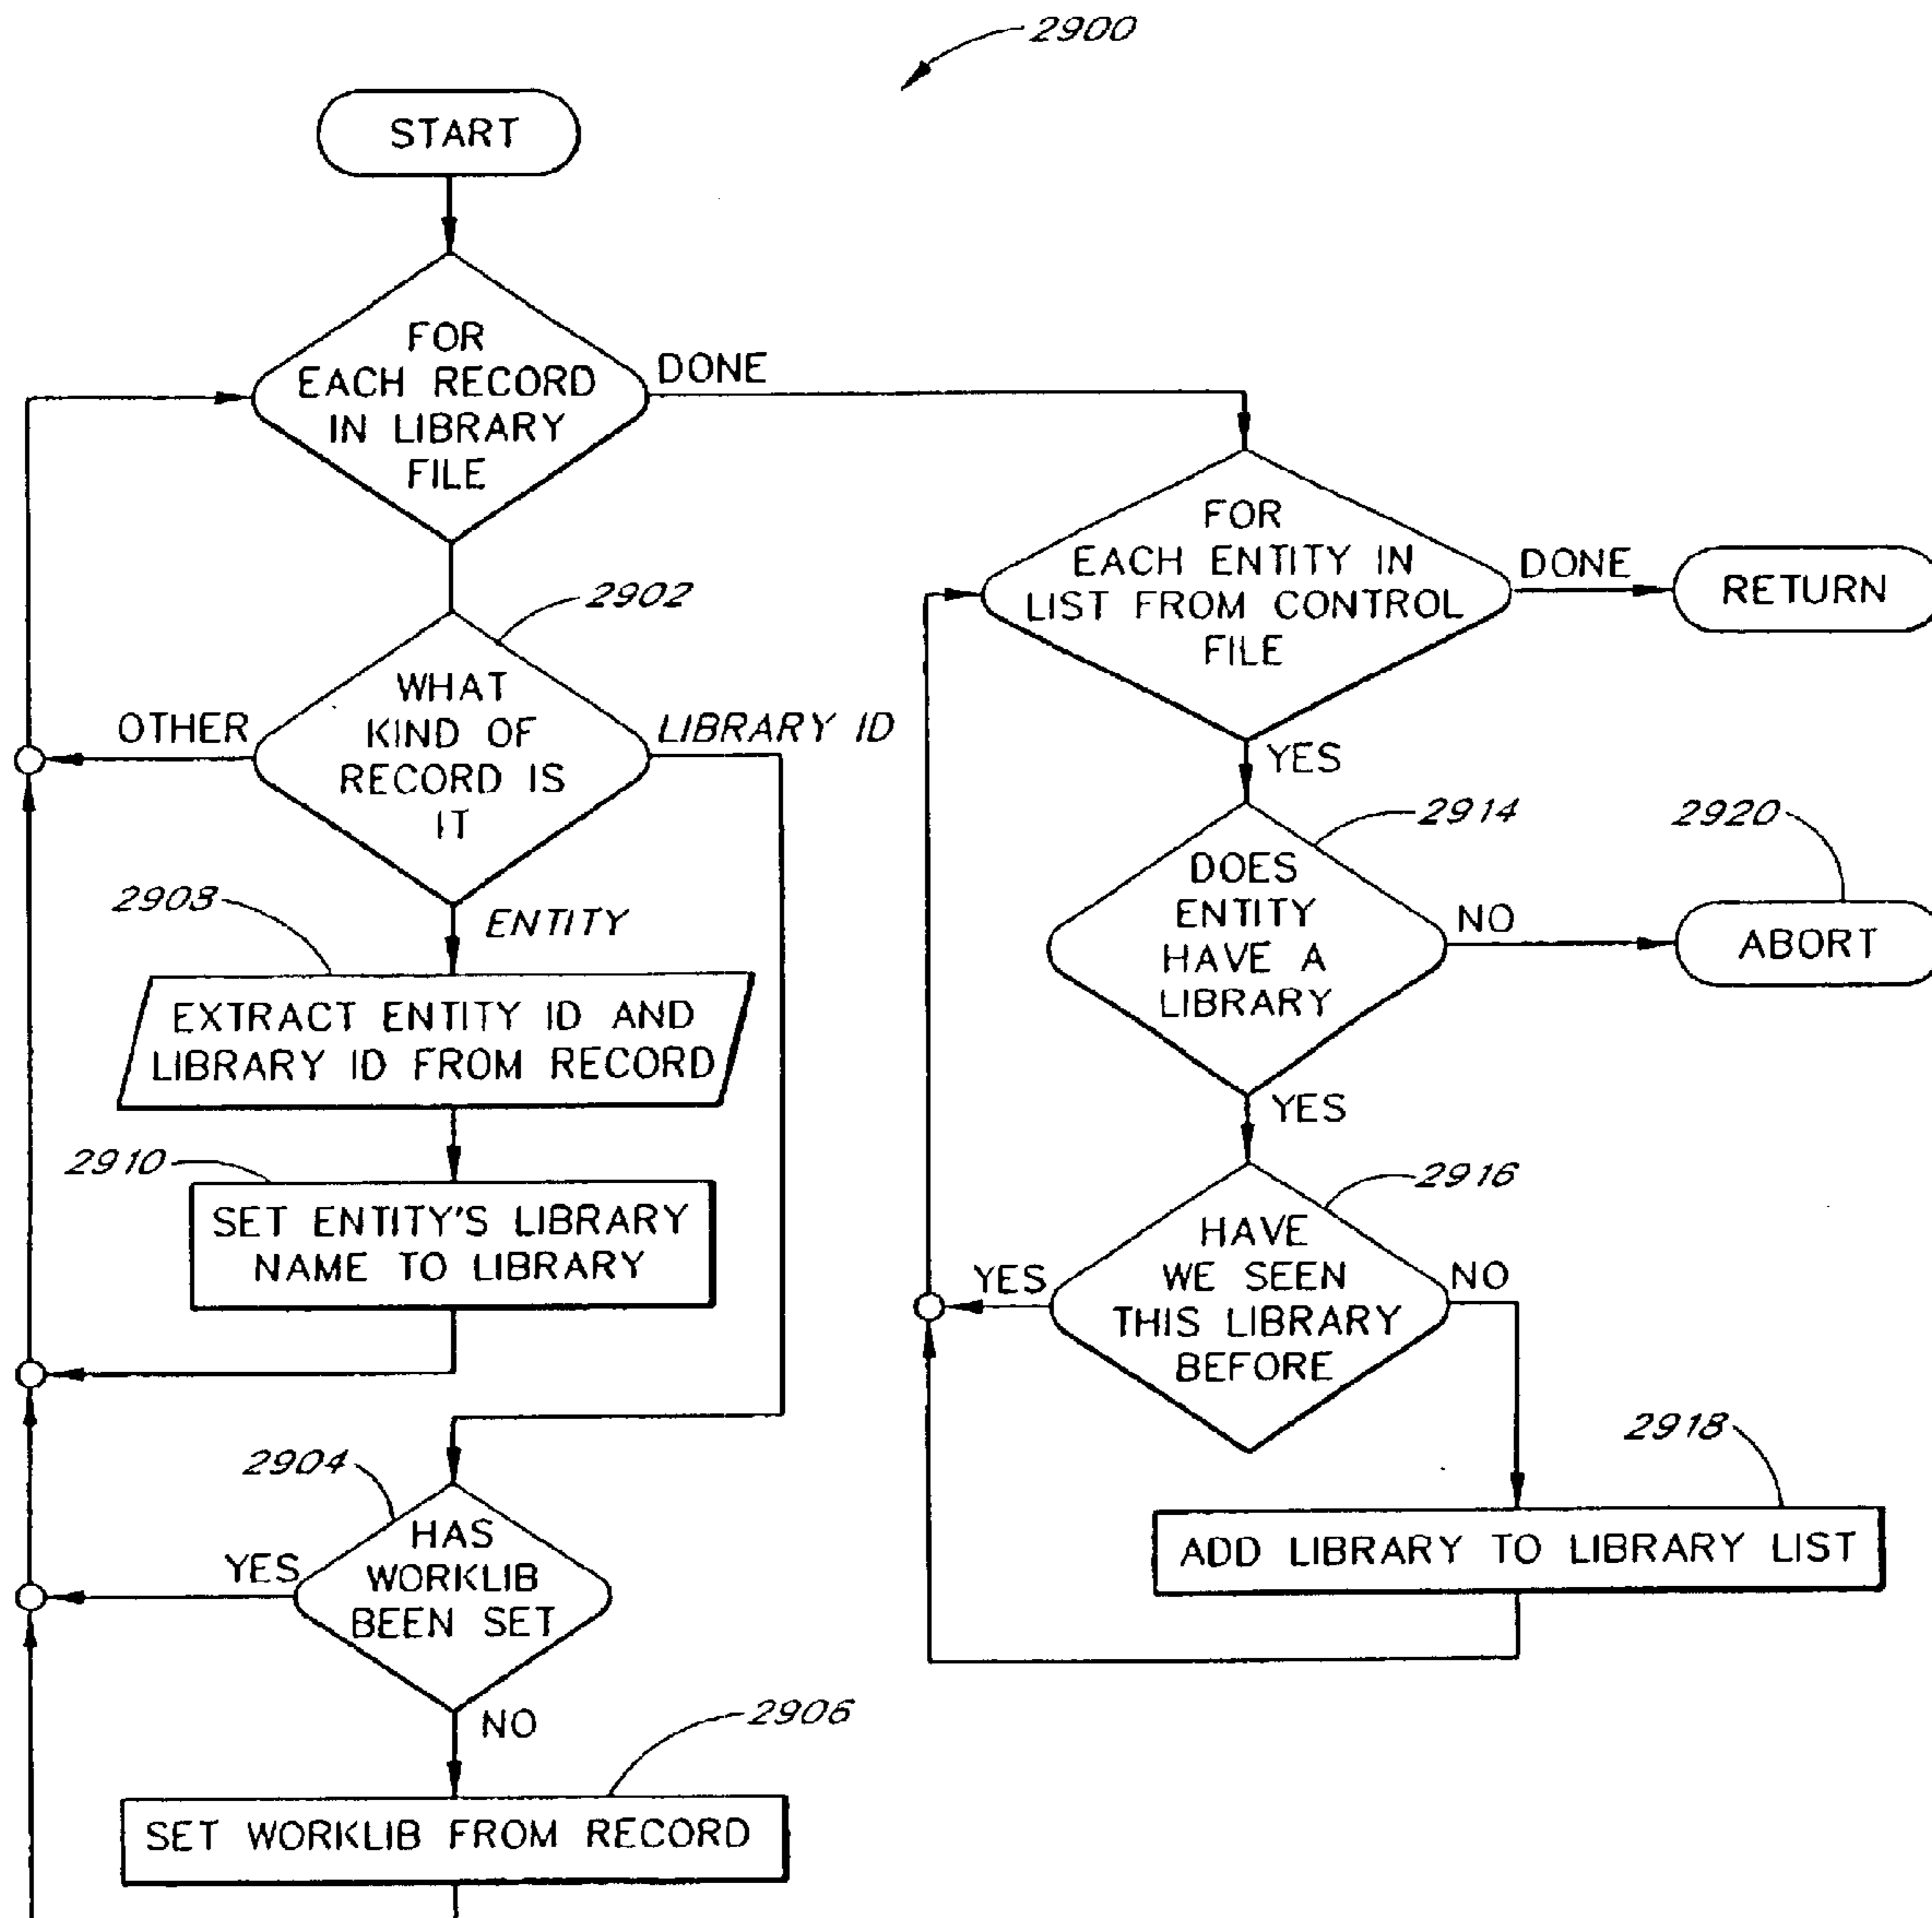 2900
START
FOR
EACH RECORD
IN LIBRARY
FILE
DONE
FOR
EACH ENTITY IN
LIST FROM CONTROL
FILE
DONE
RETURN
2902
WHAT
KIND OF
RECORD IS
IT
OTHER
LIBRARY ID
YES
2914
2920
DOES
ENTITY
HAVE A
LIBRARY
NO
ABORT
2903
ENTITY
EXTRACT ENTITY ID AND
LIBRARY ID FROM RECORD
YES
2910
2916
SET ENTITY'S LIBRARY
NAME TO LIBRARY
HAVE
WE SEEN
THIS LIBRARY
BEFORE
YES
NO
2904
2918
HAS
WORKLIB
BEEN SET
YES
ADD LIBRARY TO LIBRARY LIST
NO
2906
SET WORKLIB FROM RECORD